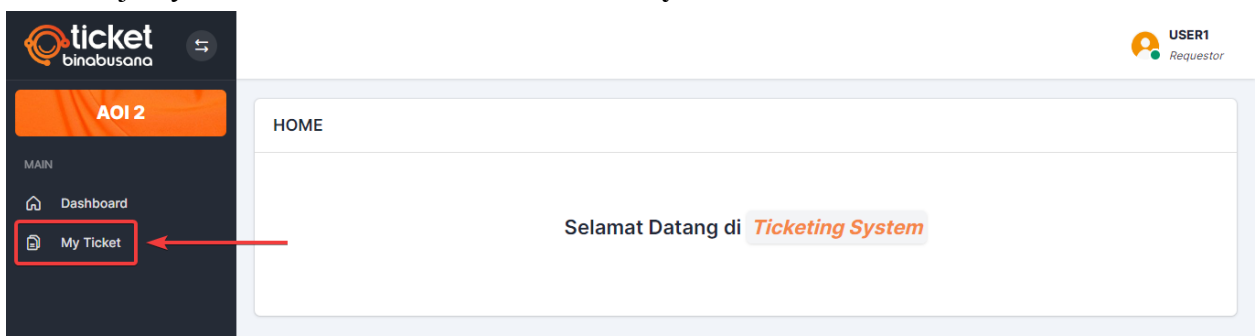 ticket
binabusana
USER1
Requestor
AOI 2
HOME
MAIN
Dashboard
My Ticket
Selamat Datang di Ticketing System